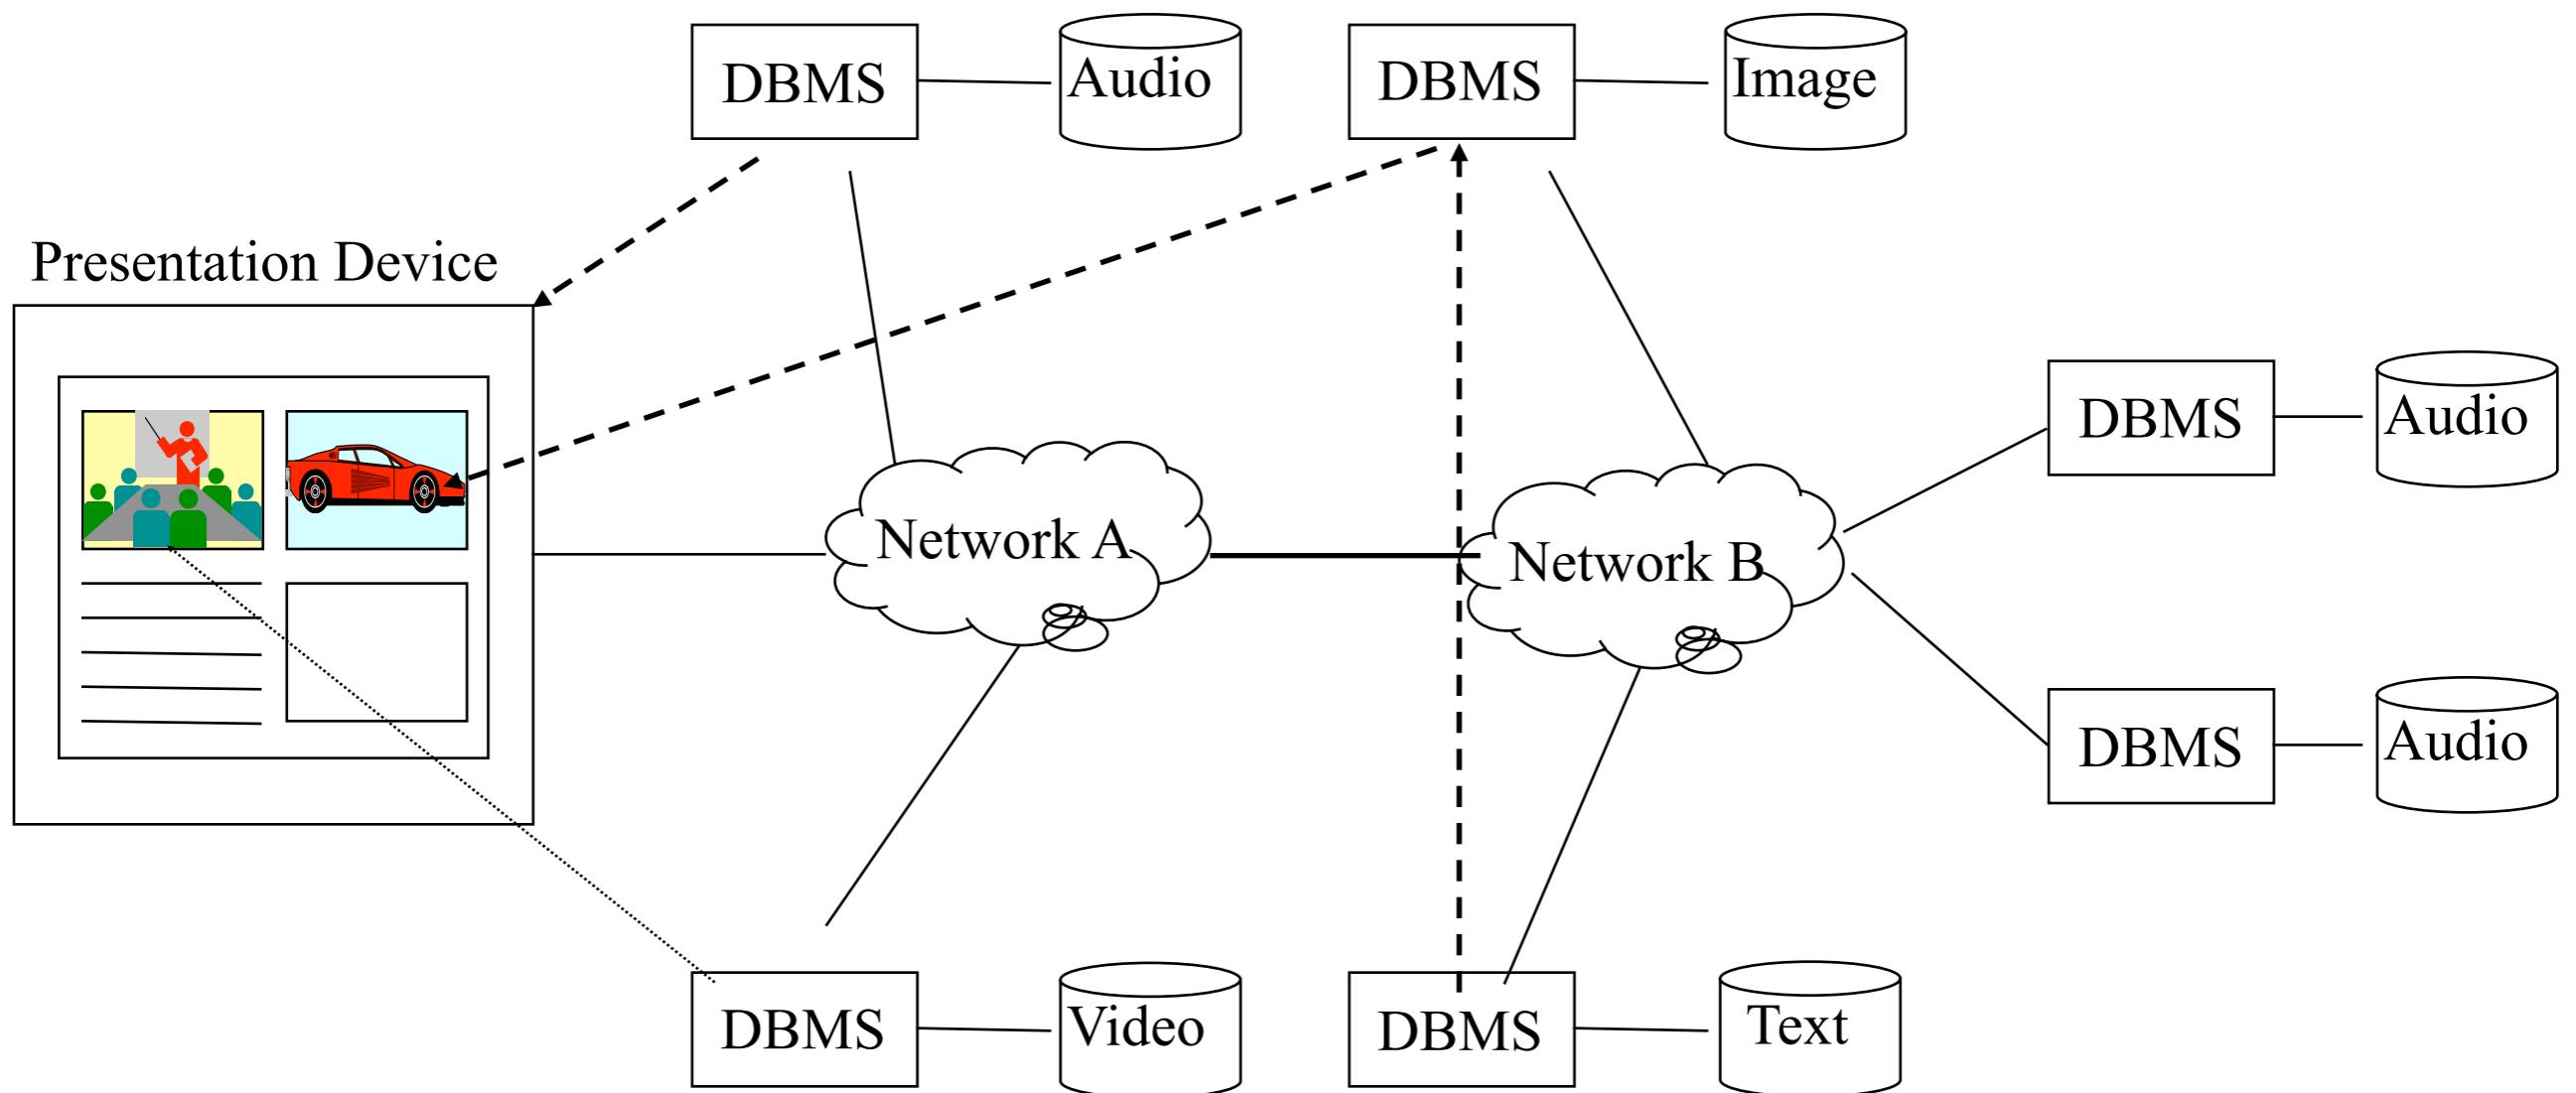 DBMS
Audio
DBMS
Image
Presentation Device
DBMS
Audio
Network A
Network B
DBMS
Audio
DBMS
Video
DBMS
Text